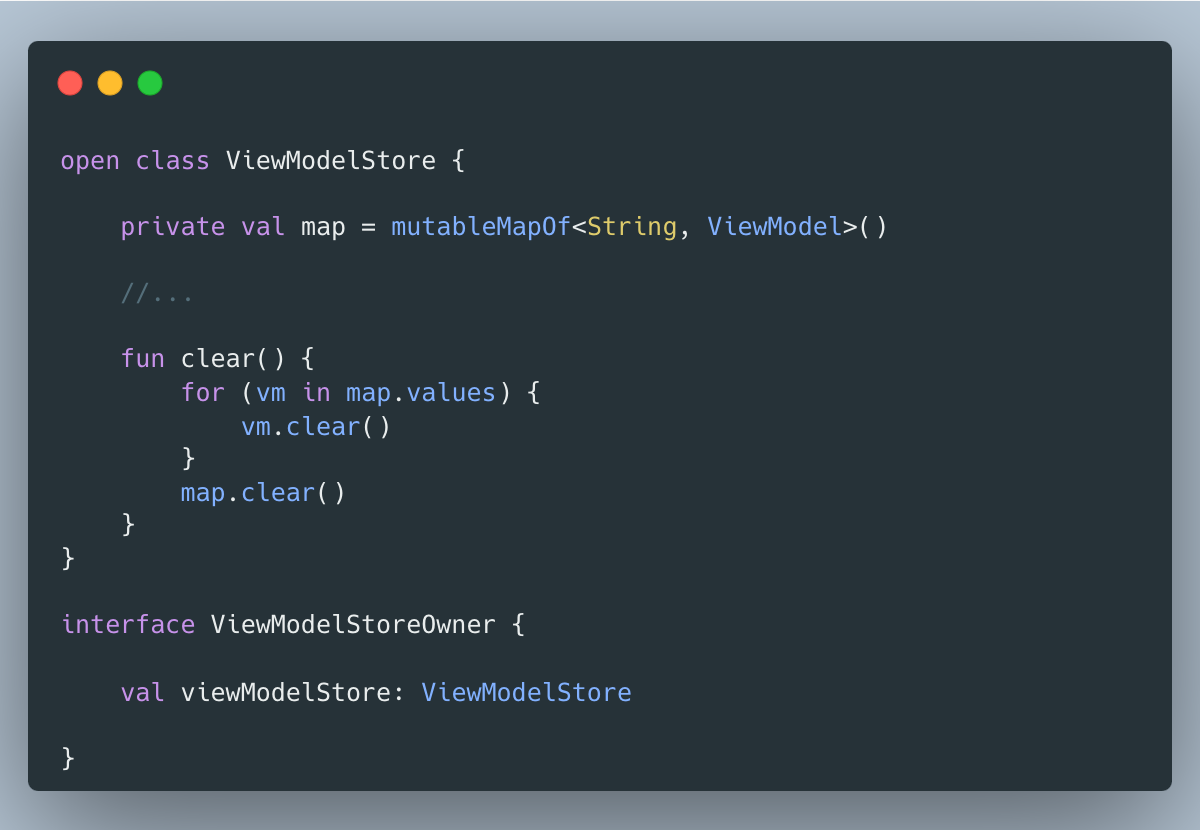 open class ViewModelStore {
    private val map = mutableMapOf<String, ViewModel>()
    //...
    fun clear() {
        for (vm in map.values) {
            vm.clear()
        }
        map.clear()
    }
}
interface ViewModelStoreOwner {
    val viewModelStore: ViewModelStore
}